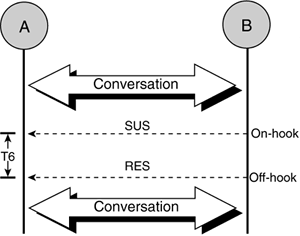 A
B
Conversation
SUS
On-hook
T6
RES
Off-hook
Conversation